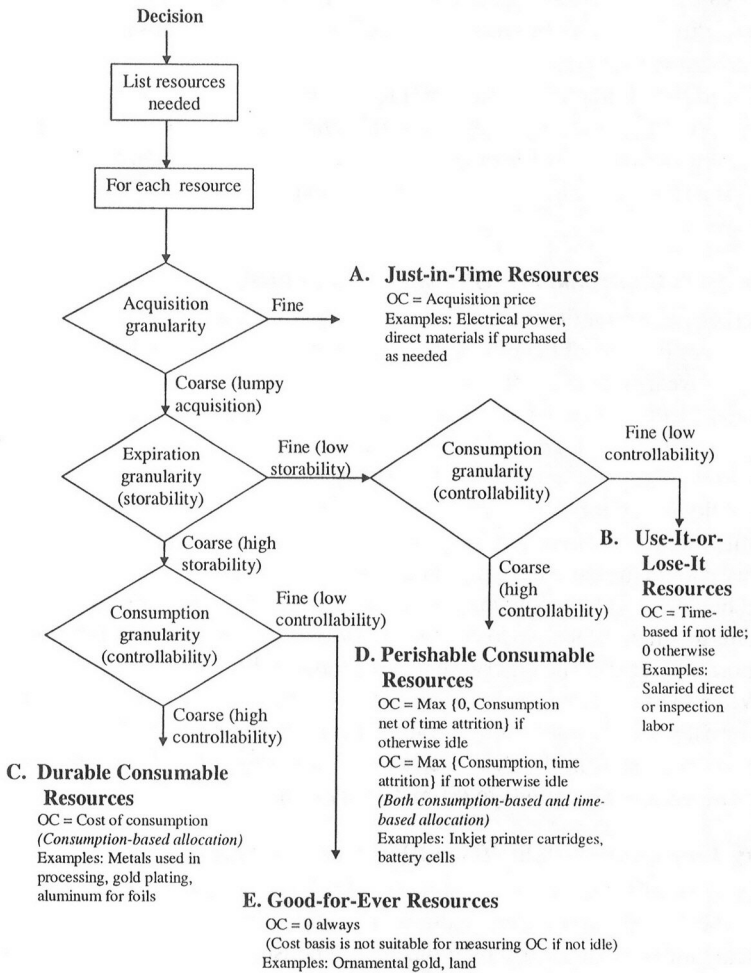 Decision
List resources
needed
For each resource
Acquisition
granularity
Fine
A. Just-in-Time Resources
OC = Acquisition price
Examples: Electrical power,
direct materials if purchased
as needed
Coarse (lumpy
acquisition)
Expiration
granularity
(storability)
Fine (low
storability)
Consumption
granularity
(controllability)
Fine (low
controllability)
B. Use-It-or-
Lose-It
Resources
OC = Time-
based if not idle;
0 otherwise
Examples:
Salaried direct
or inspection
labor
Coarse (high
storability)
Coarse
(high
controllability)
Consumption
granularity
(controllability)
Fine (low
controllability)
D. Perishable Consumable
Resources
OC = Max {0, Consumption
net of time attrition} if
otherwise idle
OC = Max {Consumption, time
attrition} if not otherwise idle
(Both consumption-based and time-
based allocation)
Examples: Inkjet printer cartridges,
battery cells
Coarse (high
controllability)
C. Durable Consumable
Resources
OC = Cost of consumption
(Consumption-based allocation)
Examples: Metals used in
processing, gold plating,
aluminum for foils
E. Good-for-Ever Resources
OC = 0 always
(Cost basis is not suitable for measuring OC if not idle)
Examples: Ornamental gold, land